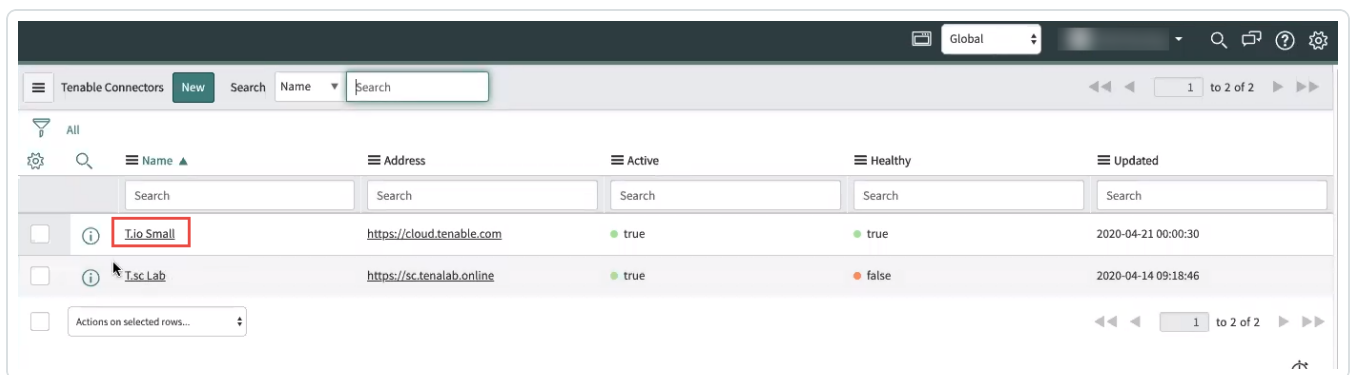 Global
Tenable Connectors New Search Name Search 1 to 2 of 2
All
Name Address Active Healthy Updated
Search Search Search Search Search
T.io Small https://cloud.tenable.com true true 2020-04-21 00:00:30
T.sc Lab https://sc.tenalab.online true false 2020-04-14 09:18:46
Actions on selected rows... 1 to 2 of 2